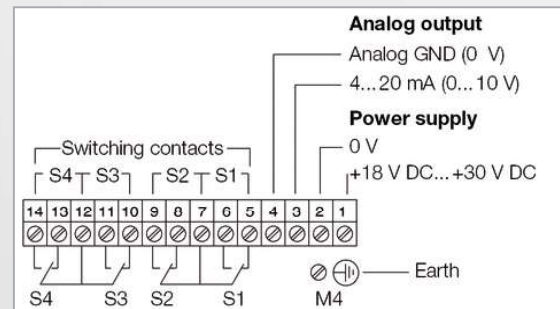 Analog output
Analog GND (0 V)
4...20 mA (0...10 V)
Power supply
0 V
+18 V DC...+30 V DC
Switching contacts
S4 S3 S2 S1
14 13 12 11 10 9 8 7 6 5 4 3 2 1
S4 S3 S2 S1 M4
Earth